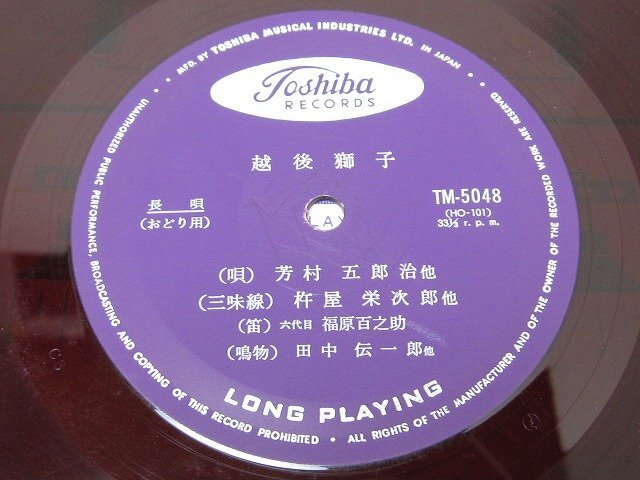 MFD. BY TOSHIBA MUSICAL INDUSTRIES LTD. IN JAPAN •
Toshiba
RECORDS
越後獅子
長唄
(おどり用)
TM-5048
(HO-101)
33⅓ r. p. m.
(唄) 芳村五郎治他
(三味線) 杵屋栄次郎他
(笛) 六代目 福原百之助
(鳴物) 田中伝一郎他
LONG PLAYING
UNAUTHORIZED PUBLIC PERFORMANCE, BROADCASTING AND COPYING OF THIS RECORD PROHIBITED • ALL RIGHTS OF THE MANUFACTURER AND OF THE OWNER OF THE RECORDED WORK ARE RESERVED